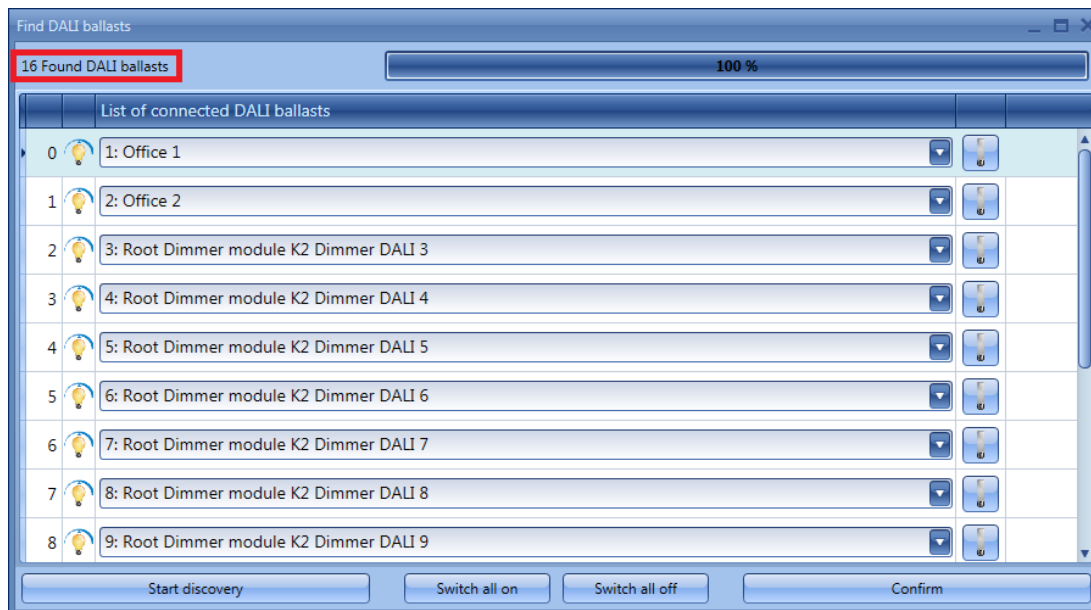 Find DALI ballasts
16 Found DALI ballasts
100 %
List of connected DALI ballasts
0 1: Office 1
1 2: Office 2
2 3: Root Dimmer module K2 Dimmer DALI 3
3 4: Root Dimmer module K2 Dimmer DALI 4
4 5: Root Dimmer module K2 Dimmer DALI 5
5 6: Root Dimmer module K2 Dimmer DALI 6
6 7: Root Dimmer module K2 Dimmer DALI 7
7 8: Root Dimmer module K2 Dimmer DALI 8
8 9: Root Dimmer module K2 Dimmer DALI 9
Start discovery Switch all on Switch all off Confirm